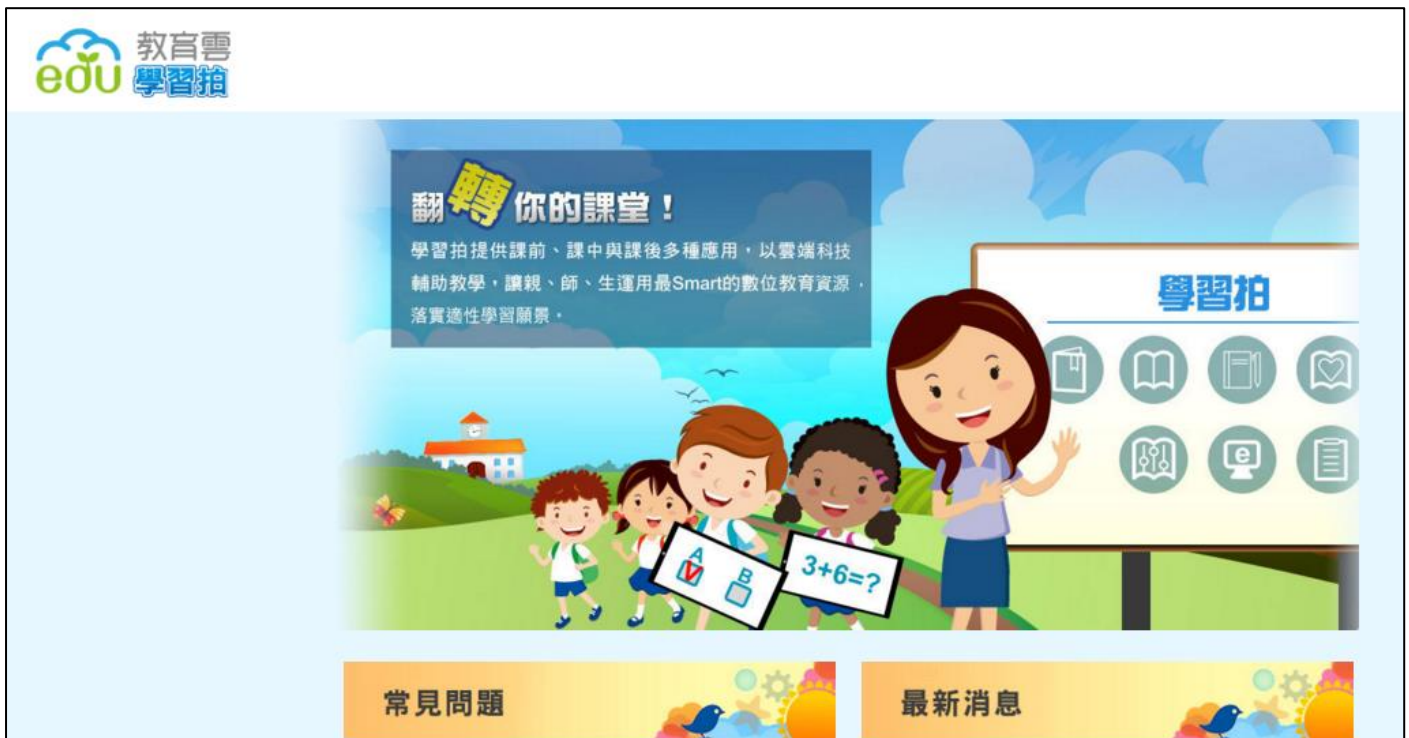 教育雲
edu 學習拍
翻轉你的課堂！
學習拍提供課前、課中與課後多種應用，以雲端科技
輔助教學，讓親、師、生運用最Smart的數位教育資源，
落實適性學習願景。
學習拍
e
A
V
B
3+6=?
常見問題
最新消息